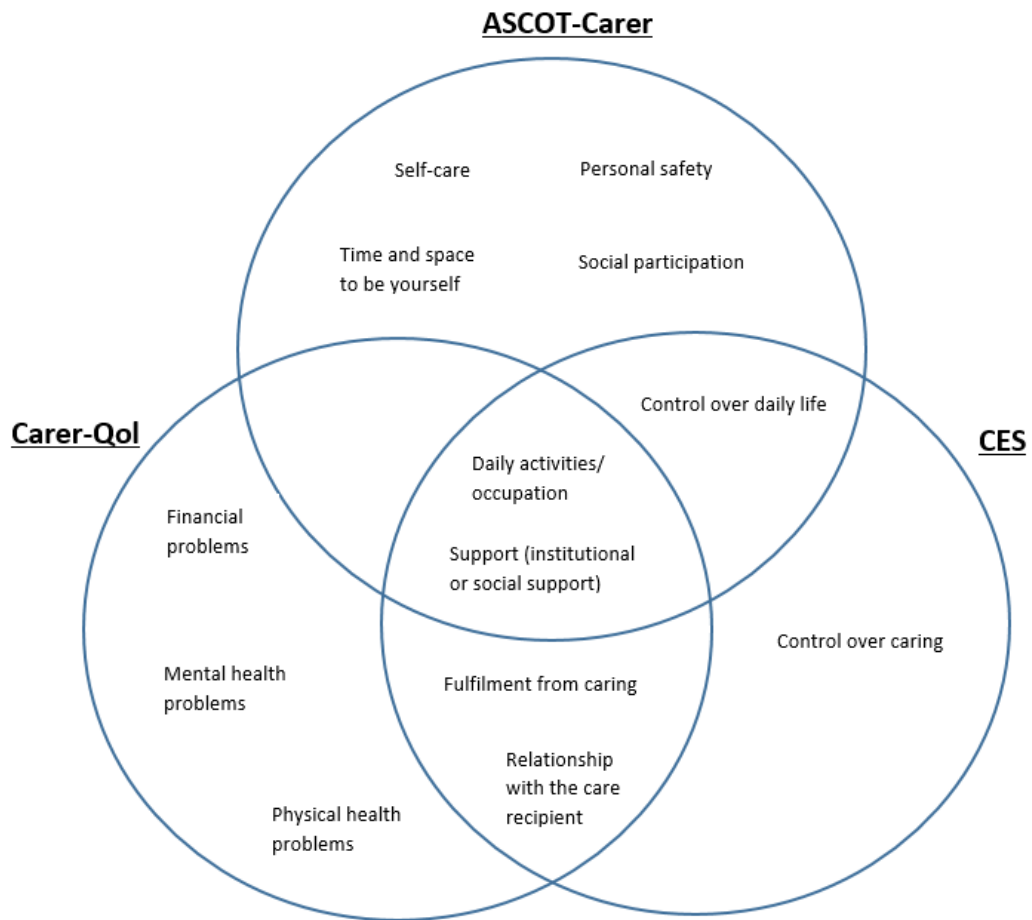 ASCOT-Carer
Self-care
Personal safety
Time and space
to be yourself
Social participation
Control over daily life
Carer-Qol
CES
Daily activities/
occupation
Financial
problems
Support (institutional
or social support)
Control over caring
Mental health
problems
Fulfilment from caring
Relationship
with the care
recipient
Physical health
problems